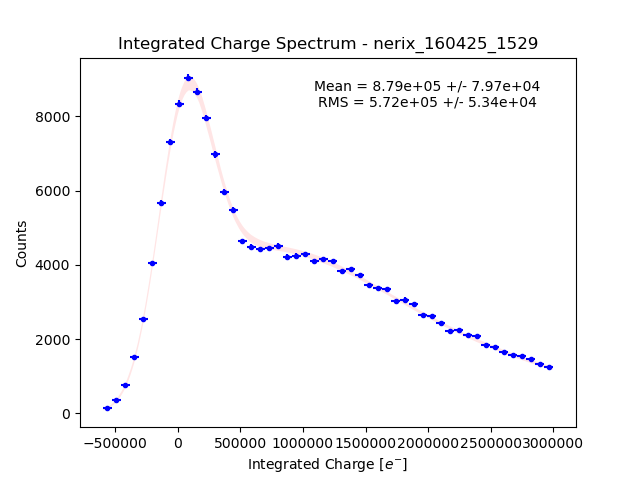 Integrated Charge Spectrum - nerix_160425_1529
Mean = 8.79e+05 +/- 7.97e+04
RMS = 5.72e+05 +/- 5.34e+04
Counts
8000
6000
4000
2000
0
−500000 0 500000 1000000 1500000 2000000 2500000 3000000
Integrated Charge [e⁻]